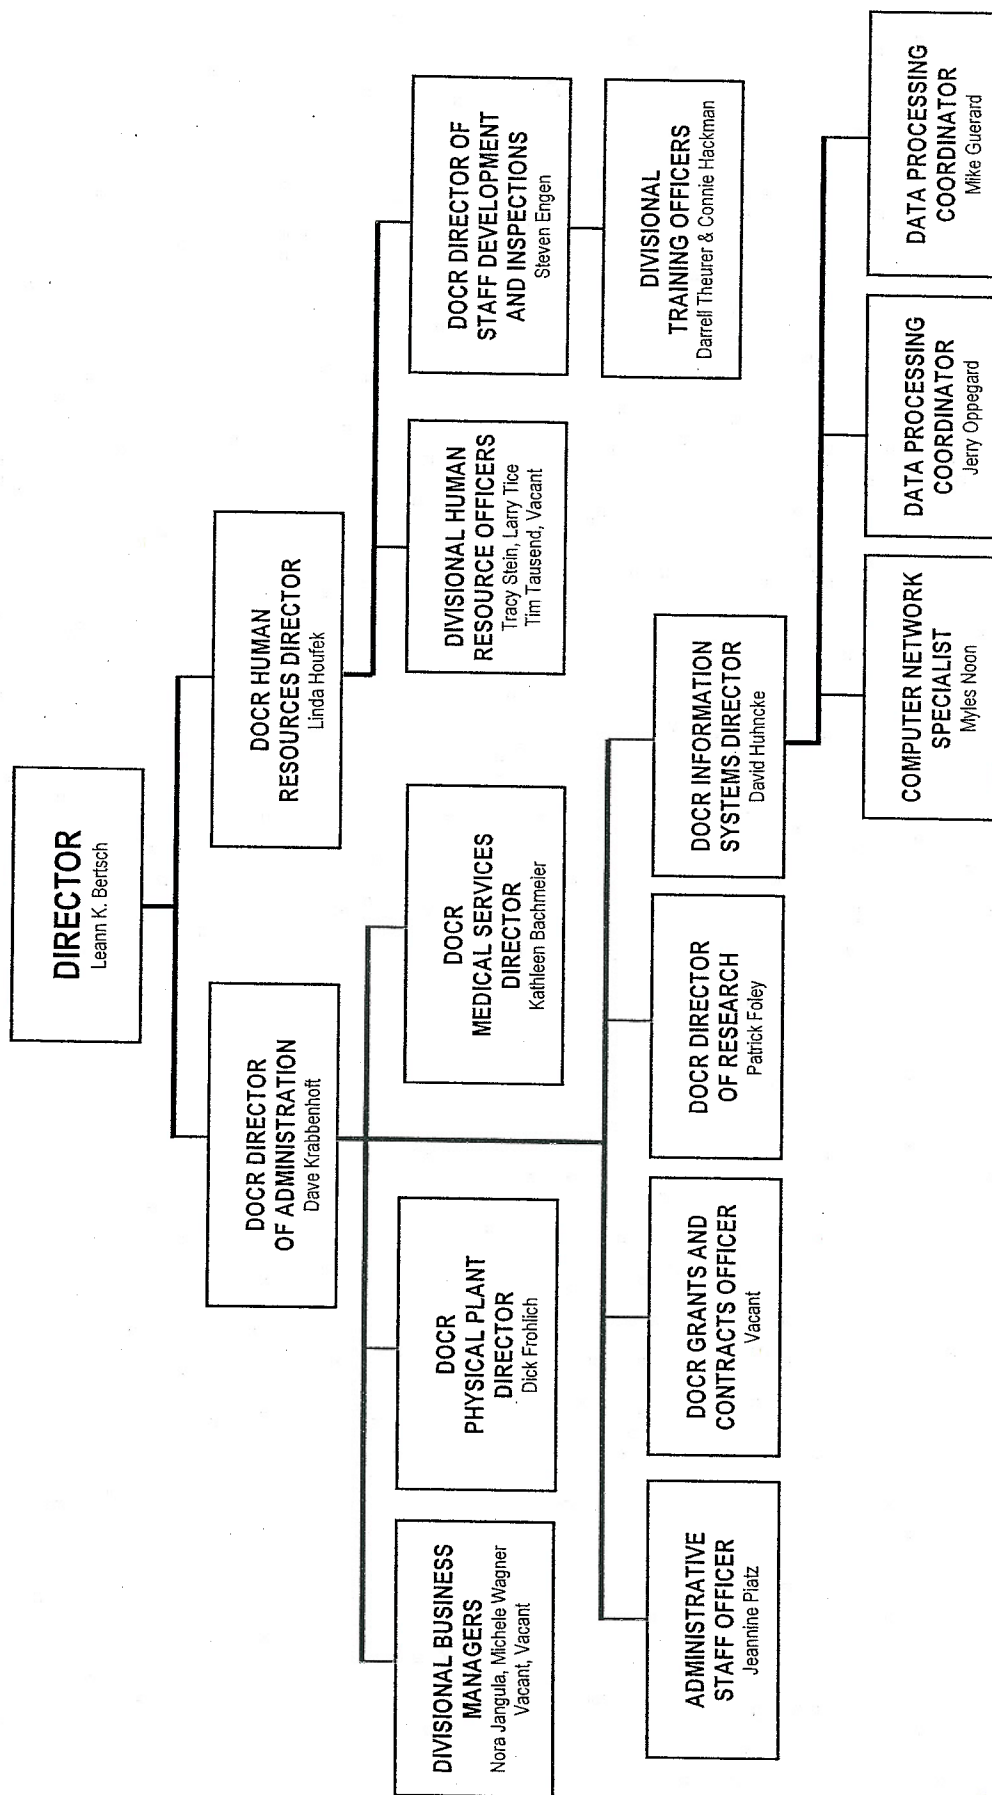 DIRECTOR
Leann K. Bertsch
DOCR DIRECTOR
OF ADMINISTRATION
Dave Krabbenhoft
DOCR HUMAN
RESOURCES DIRECTOR
Linda Houfek
DIVISIONAL BUSINESS
MANAGERS
Nora Jangula, Michele Wagner
Vacant, Vacant
DOCR
PHYSICAL PLANT
DIRECTOR
Dick Frohlich
DOCR
MEDICAL SERVICES
DIRECTOR
Kathleen Bachmeier
DIVISIONAL HUMAN
RESOURCE OFFICERS
Tracy Stein, Larry Tice
Tim Tausend, Vacant
DOCR DIRECTOR OF
STAFF DEVELOPMENT
AND INSPECTIONS
Steven Engen
ADMINISTRATIVE
STAFF OFFICER
Jeannine Piatz
DOCR GRANTS AND
CONTRACTS OFFICER
Vacant
DOCR DIRECTOR
OF RESEARCH
Patrick Foley
DOCR INFORMATION
SYSTEMS DIRECTOR
David Huhncke
DIVISIONAL
TRAINING OFFICERS
Darrell Theurer & Connie Hackman
COMPUTER NETWORK
SPECIALIST
Myles Noon
DATA PROCESSING
COORDINATOR
Jerry Oppegard
DATA PROCESSING
COORDINATOR
Mike Guerard